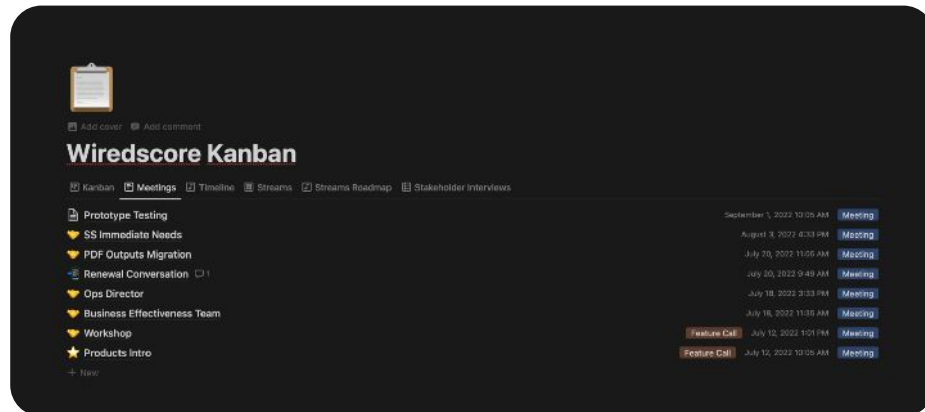 Add cover Add comment
Wiredscore Kanban
Kanban Meetings Timeline Streams Streams Roadmap Stakeholder Interviews
Prototype Testing September 1, 2022 10:05 AM Meeting
SS Immediate Needs August 3, 2022 4:33 PM Meeting
PDF Outputs Migration July 20, 2022 11:05 AM Meeting
Renewal Conversation 1 July 20, 2022 9:49 AM Meeting
Ops Director July 18, 2022 3:33 PM Meeting
Business Effectiveness Team July 18, 2022 11:35 AM Meeting
Workshop Feature Call July 12, 2022 1:01 PM Meeting
Products Intro Feature Call July 12, 2022 10:05 AM Meeting
+ New